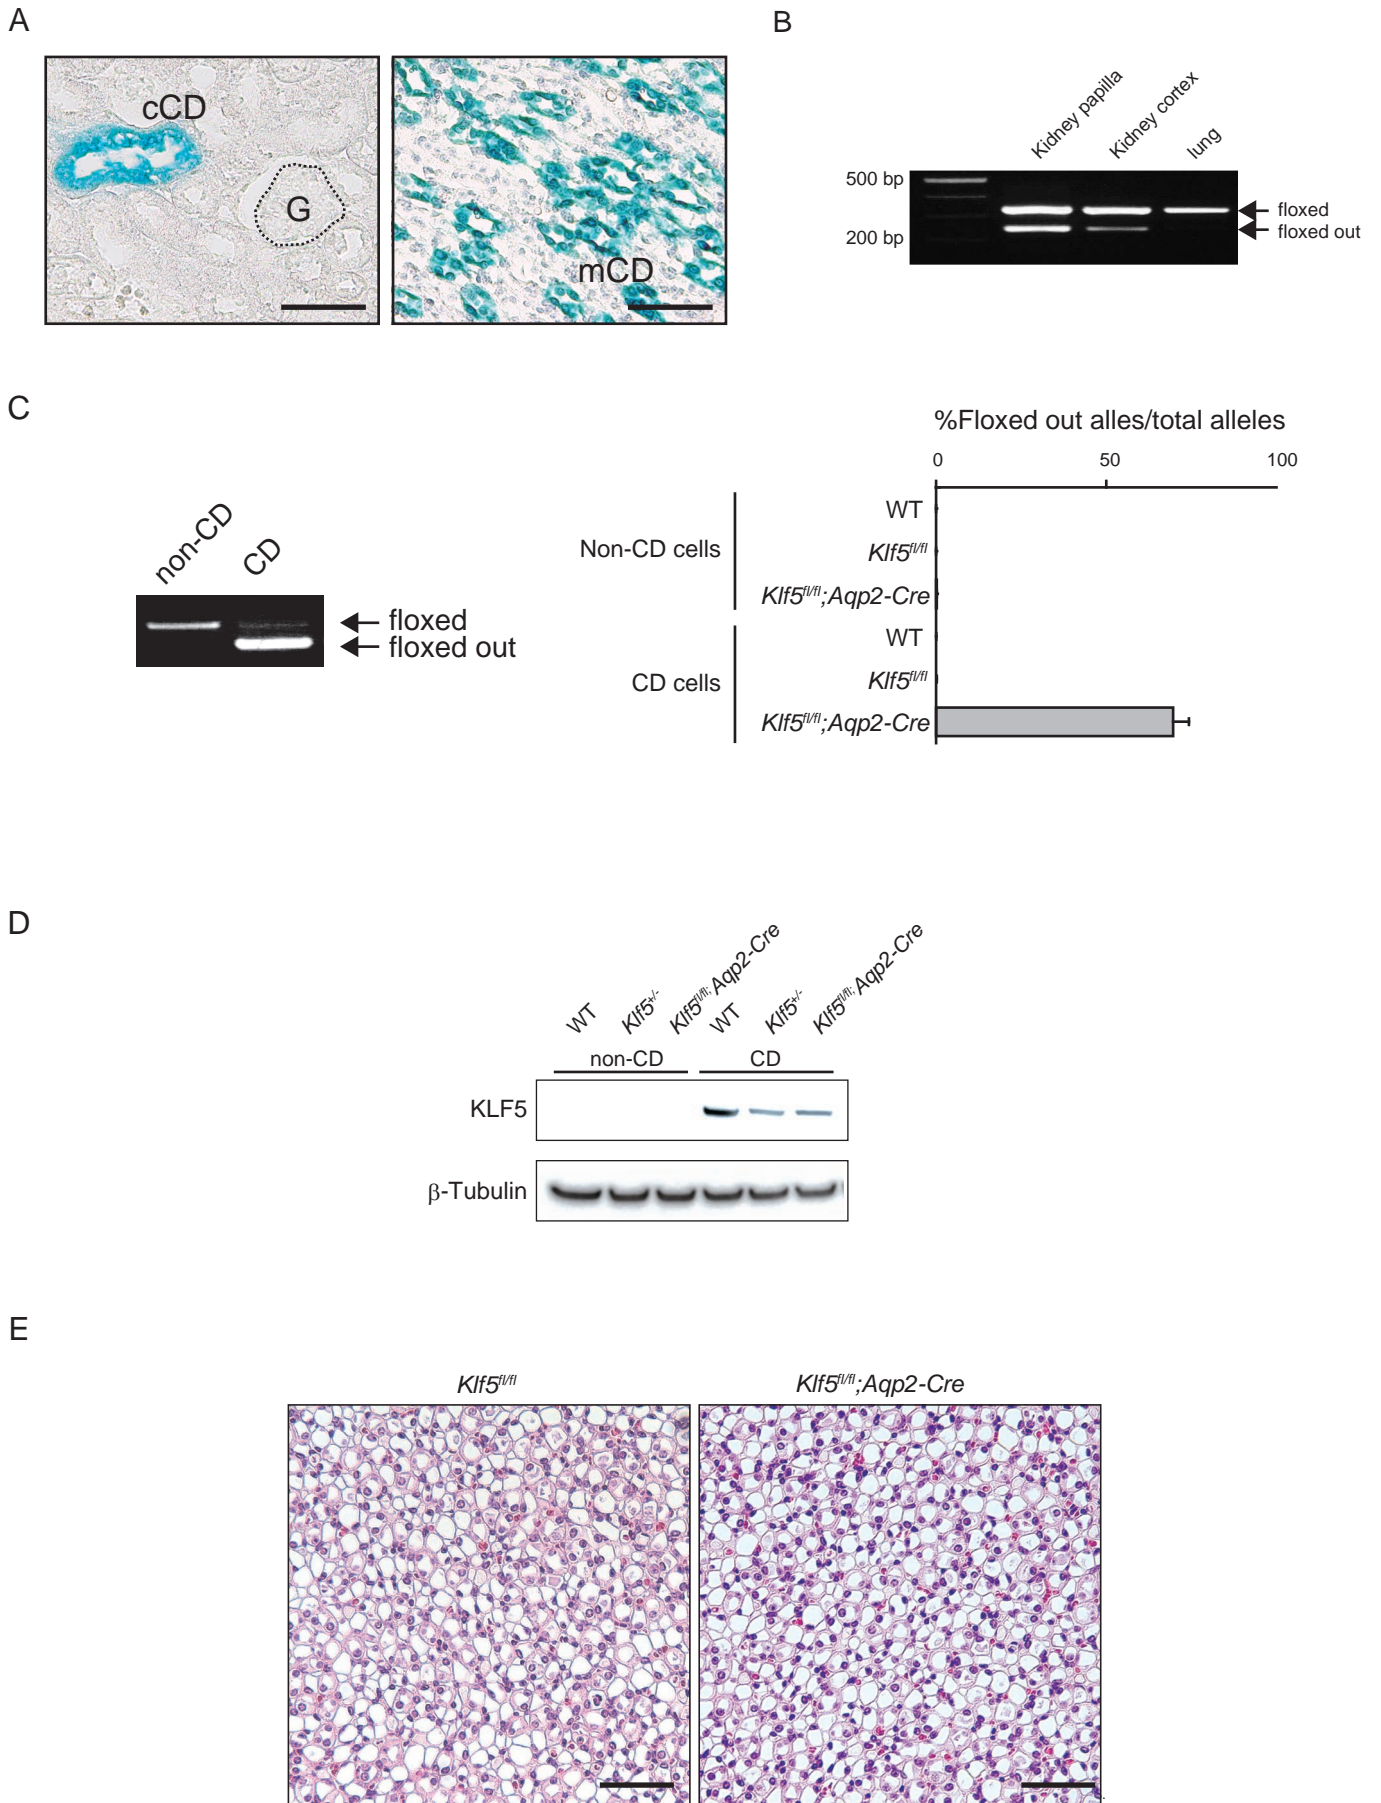 A
cCD
G
mCD
B
Kidney papilla
Kidney cortex
lung
500 bp
200 bp
floxed
floxed out
C
non-CD
CD
floxed
floxed out
%Floxed out alles/total alleles
0 50 100
Non-CD cells
WT
Klf5fl/fl
Klf5fl/fl;Aqp2-Cre
CD cells
WT
Klf5fl/fl
Klf5fl/fl;Aqp2-Cre
D
WT
Klf5+/-
Klf5fl/fl;Aqp2-Cre
WT
Klf5+/-
Klf5fl/fl;Aqp2-Cre
non-CD CD
KLF5
β-Tubulin
E
Klf5fl/fl
Klf5fl/fl;Aqp2-Cre